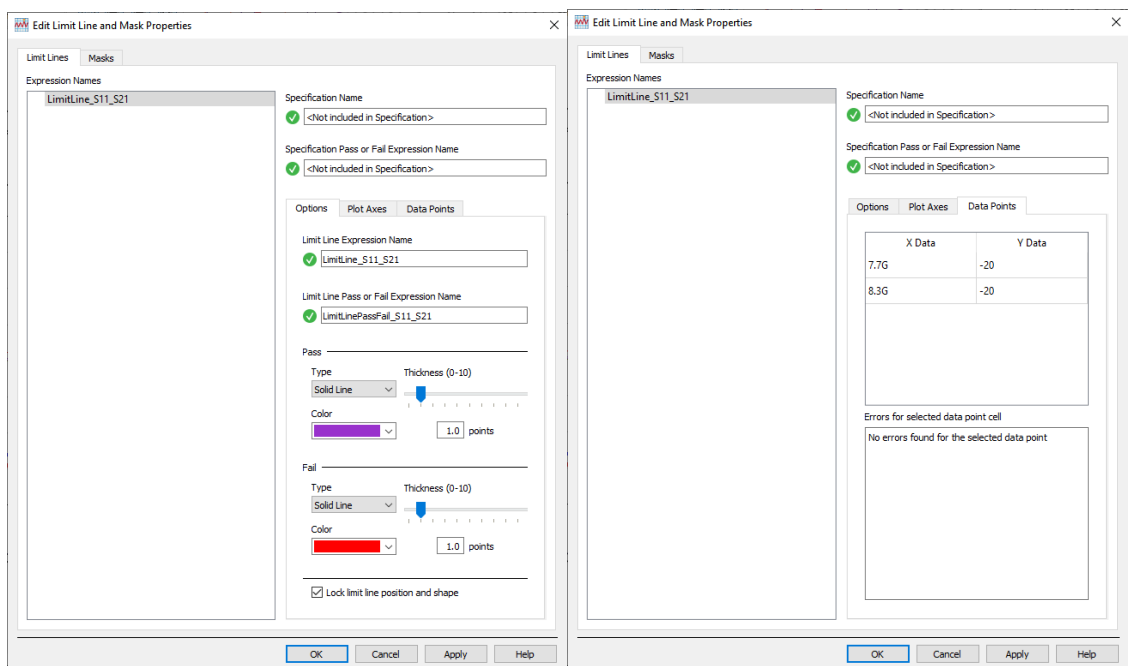 Edit Limit Line and Mask Properties
Limit Lines Masks
Expression Names
LimitLine_S11_S21
Specification Name
<Not included in Specification>
Specification Pass or Fail Expression Name
<Not included in Specification>
Options Plot Axes Data Points
Limit Line Expression Name
LimitLine_S11_S21
Limit Line Pass or Fail Expression Name
LimitLinePassFail_S11_S21
Pass
Type Thickness (0-10)
Solid Line
Color
1.0 points
Fail
Type Thickness (0-10)
Solid Line
Color
1.0 points
Lock limit line position and shape
OK Cancel Apply Help
Edit Limit Line and Mask Properties
Limit Lines Masks
Expression Names
LimitLine_S11_S21
Specification Name
<Not included in Specification>
Specification Pass or Fail Expression Name
<Not included in Specification>
Options Plot Axes Data Points
X Data Y Data
7.7G -20
8.3G -20
Errors for selected data point cell
No errors found for the selected data point
OK Cancel Apply Help